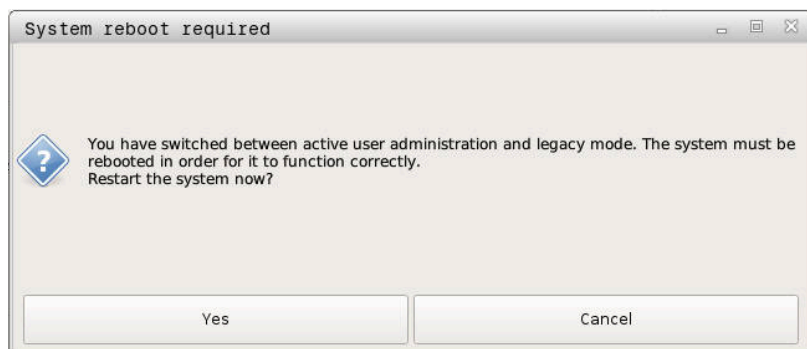 System reboot required
You have switched between active user administration and legacy mode. The system must be
rebooted in order for it to function correctly.
Restart the system now?
Yes
Cancel